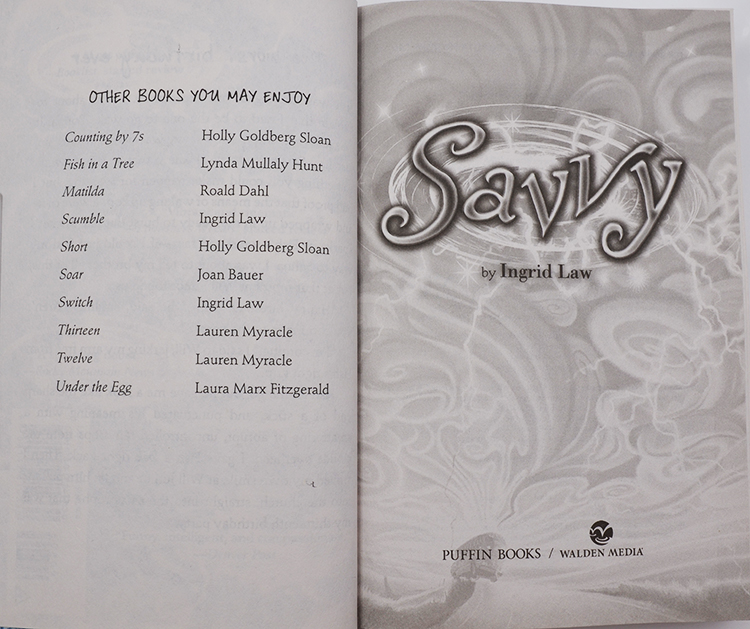 OTHER BOOKS YOU MAY ENJOY
Counting by 7s Holly Goldberg Sloan
Fish in a Tree Lynda Mullaly Hunt
Matilda Roald Dahl
Scumble Ingrid Law
Short Holly Goldberg Sloan
Soar Joan Bauer
Switch Ingrid Law
Thirteen Lauren Myracle
Twelve Lauren Myracle
Under the Egg Laura Marx Fitzgerald
Savvy
by Ingrid Law
PUFFIN BOOKS / WALDEN MEDIA